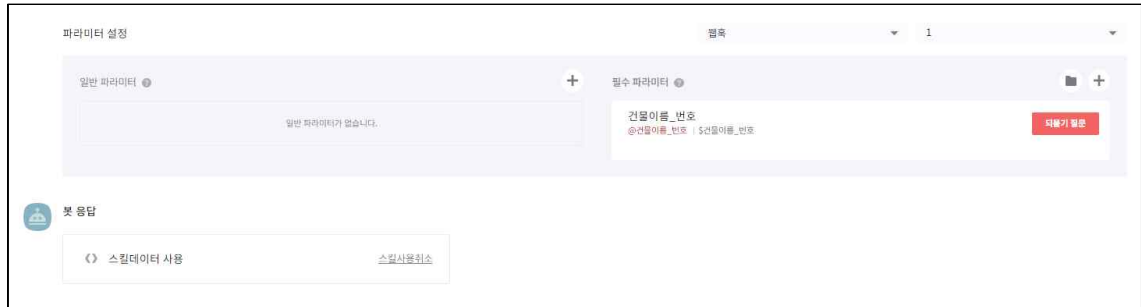 파라미터 설정
웹훅
1
일반 파라미터 ?
필수 파라미터 ?
일반 파라미터가 없습니다.
건물이름_번호
@건물이름_번호 | $건물이름_번호
되묻기 질문
봇 응답
스킬데이터 사용
스킬사용취소